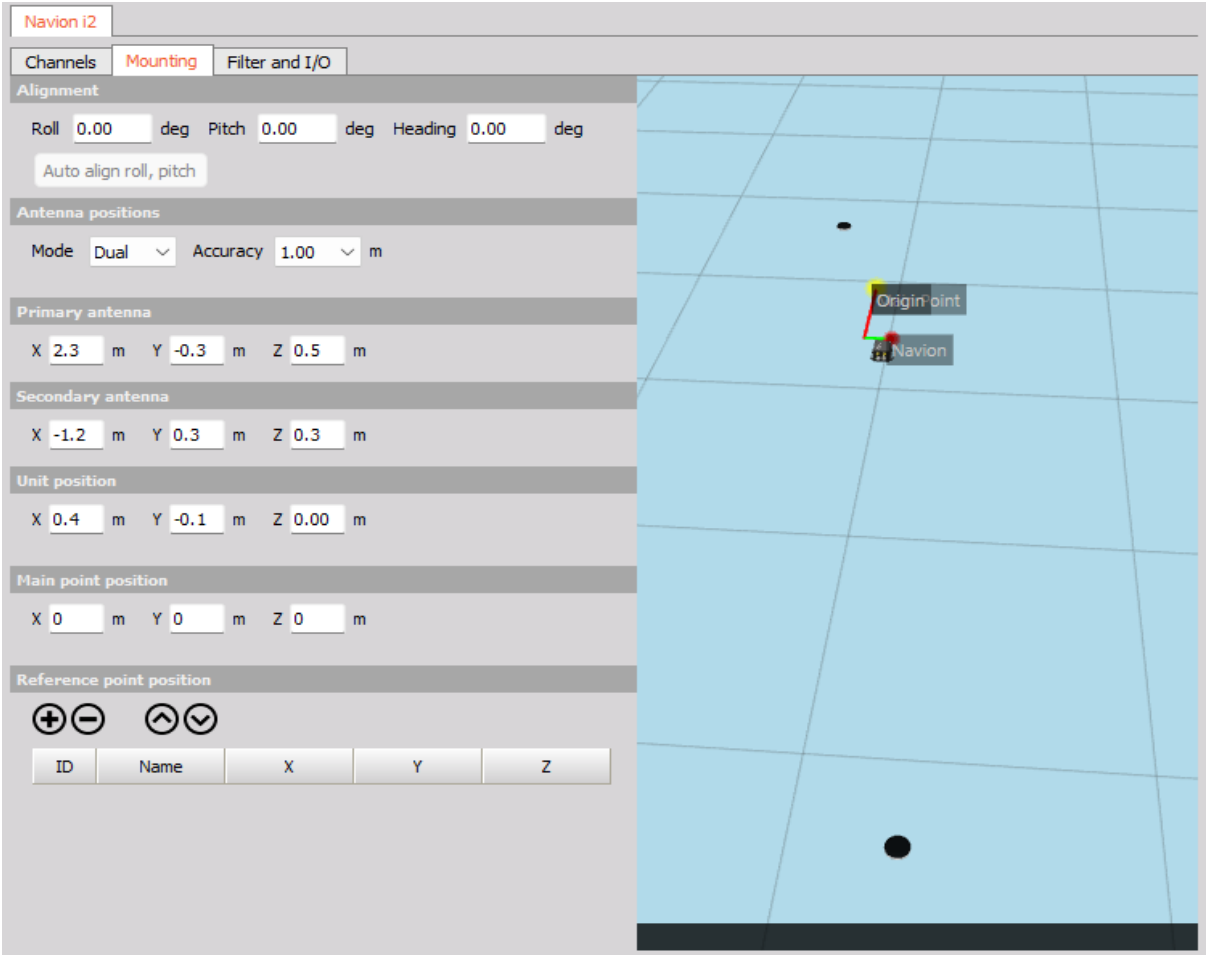 Navion i2
Channels Mounting Filter and I/O
Alignment
Roll 0.00 deg Pitch 0.00 deg Heading 0.00 deg
Auto align roll, pitch
Antenna positions
Mode Dual Accuracy 1.00 m
Primary antenna
X 2.3 m Y -0.3 m Z 0.5 m
Secondary antenna
X -1.2 m Y 0.3 m Z 0.3 m
Unit position
X 0.4 m Y -0.1 m Z 0.00 m
Main point position
X 0 m Y 0 m Z 0 m
Reference point position
ID Name X Y Z
Origin Point
Navion